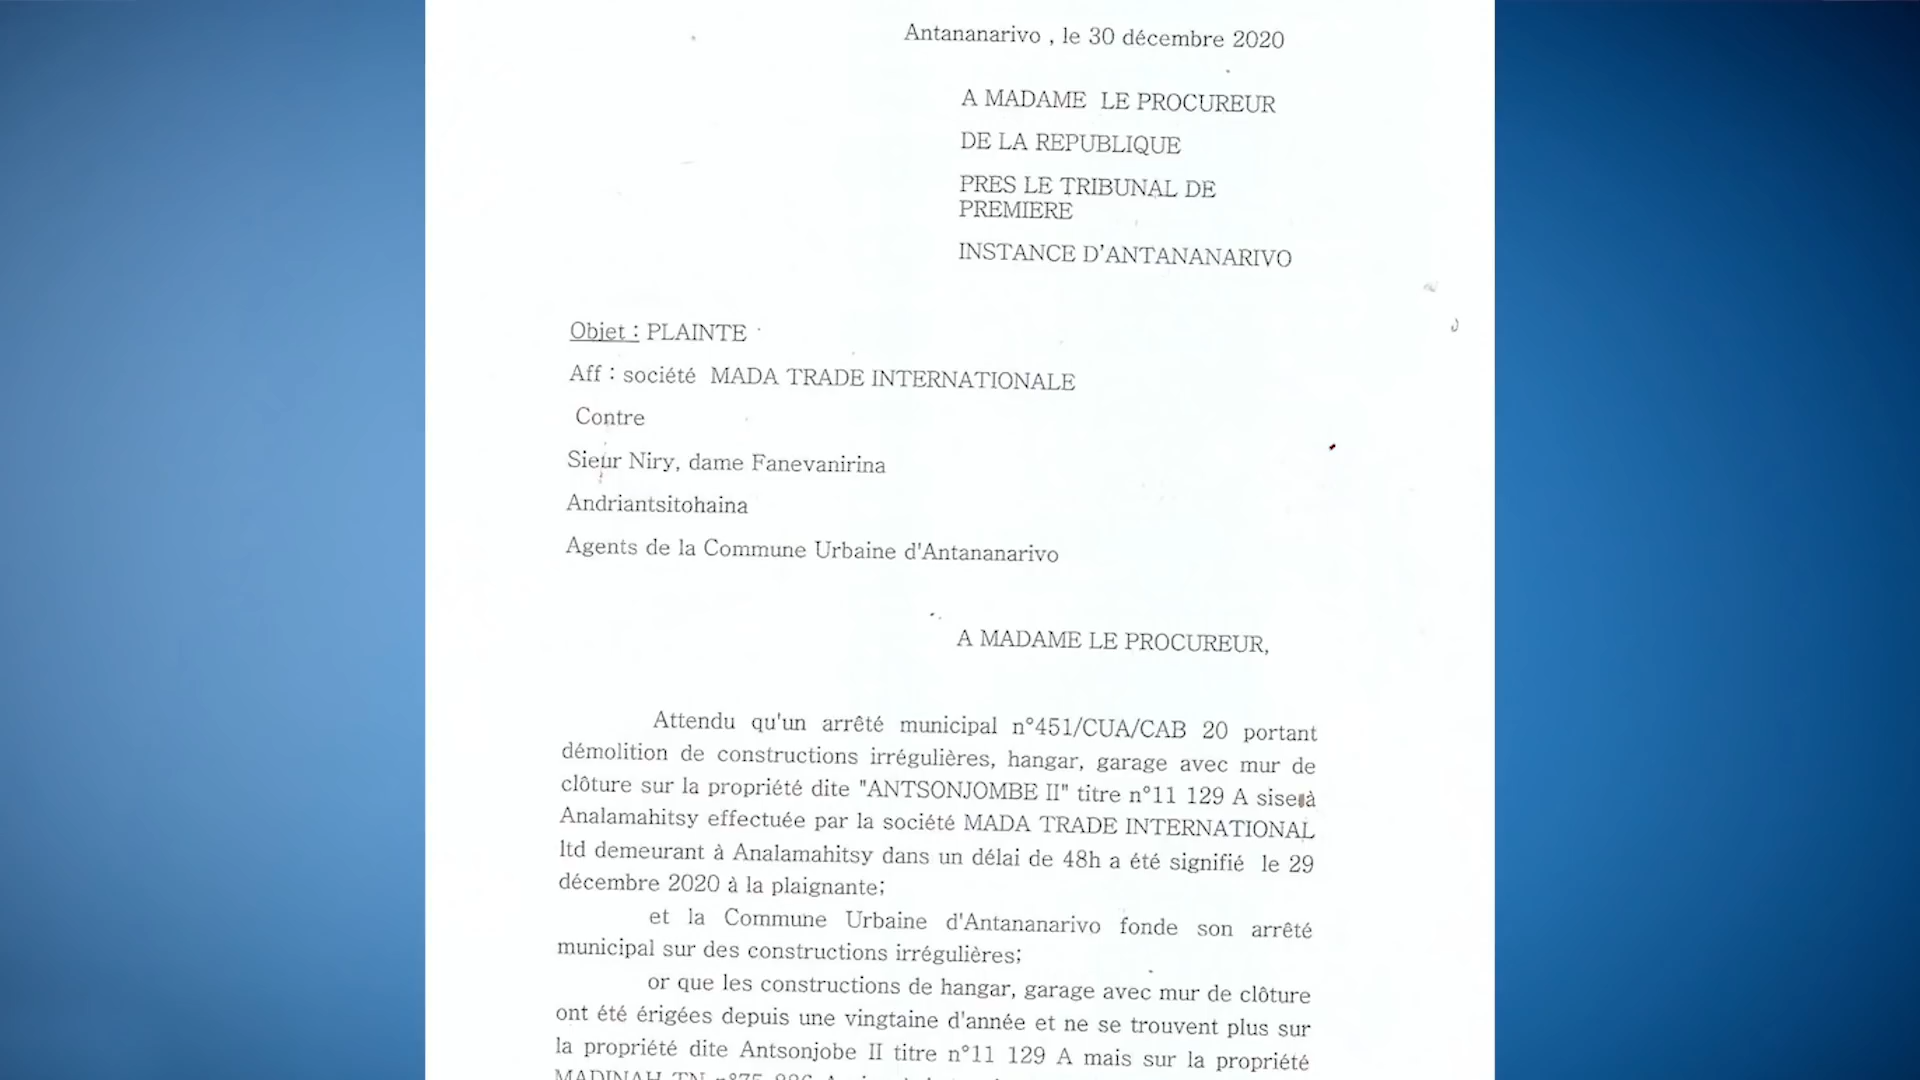 Antananarivo , le 30 décembre 2020
A MADAME LE PROCUREUR
DE LA REPUBLIQUE
PRES LE TRIBUNAL DE
PREMIERE
INSTANCE D'ANTANANARIVO
Objet : PLAINTE
Aff : société MADA TRADE INTERNATIONALE
Contre
Sieur Niry, dame Fanevanirina
Andriantsitohaina
Agents de la Commune Urbaine d'Antananarivo
A MADAME LE PROCUREUR,
Attendu qu'un arrêté municipal n°451/CUA/CAB 20 portant
démolition de constructions irrégulières, hangar, garage avec mur de
clôture sur la propriété dite "ANTSONJOMBE II" titre n°11 129 A sise à
Analamahitsy effectuée par la société MADA TRADE INTERNATIONAL
ltd demeurant à Analamahitsy dans un délai de 48h a été signifié le 29
décembre 2020 à la plaignante;
et la Commune Urbaine d'Antananarivo fonde son arrêté
municipal sur des constructions irrégulières;
or que les constructions de hangar, garage avec mur de clôture
ont été érigées depuis une vingtaine d'année et ne se trouvent plus sur
la propriété dite Antsonjobe II titre n°11 129 A mais sur la propriété
MADINAH TN